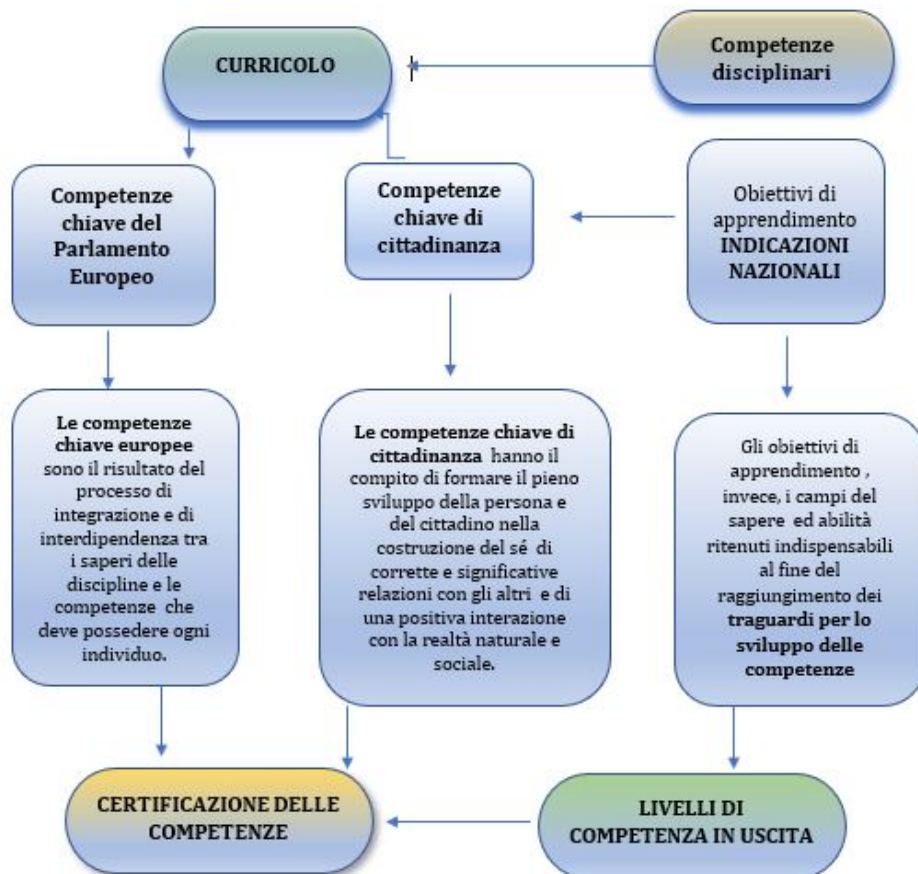 CURRICOLO
Competenze
disciplinari
Competenze
chiave del
Parlamento
Europeo
Competenze
chiave di
cittadinanza
Obiettivi di
apprendimento
INDICAZIONI
NAZIONALI
Le competenze
chiave europee
sono il risultato del
processo di
integrazione e di
interdipendenza tra
i saperi delle
discipline e le
competenze che
deve possedere ogni
individuo.
Le competenze chiave di
cittadinanza hanno il
compito di formare il pieno
sviluppo della persona e
del cittadino nella
costruzione del sé di
corrette e significative
relazioni con gli altri e di
una positiva interazione
con la realtà naturale e
sociale.
Gli obiettivi di
apprendimento ,
invece, i campi del
sapere ed abilità
ritenuti indispensabili
al fine del
raggiungimento dei
traguardi per lo
sviluppo delle
competenze
CERTIFICAZIONE DELLE
COMPETENZE
LIVELLI DI
COMPETENZA IN USCITA